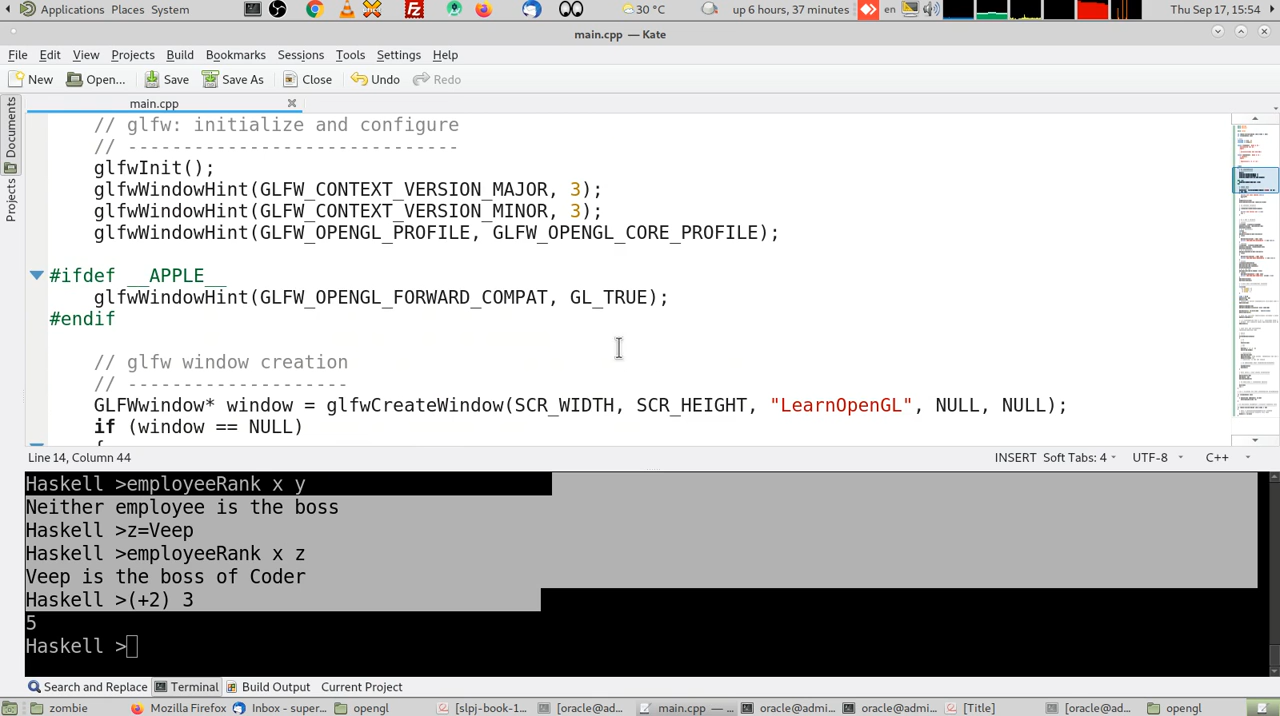 Applications Places System 30 °C up 6 hours, 37 minutes en Thu Sep 17, 15:54
main.cpp — Kate
File Edit View Projects Build Bookmarks Sessions Tools Settings Help
New Open... Save Save As Close Undo Redo
main.cpp
Documents
Projects
// glfw: initialize and configure
// ------------------------------
glfwInit();
glfwWindowHint(GLFW_CONTEXT_VERSION_MAJOR, 3);
glfwWindowHint(GLFW_CONTEXT_VERSION_MINOR, 3);
glfwWindowHint(GLFW_OPENGL_PROFILE, GLFW_OPENGL_CORE_PROFILE);
#ifdef __APPLE__
glfwWindowHint(GLFW_OPENGL_FORWARD_COMPAT, GL_TRUE);
#endif
// glfw window creation
// --------------------
GLFWwindow* window = glfwCreateWindow(SCR_WIDTH, SCR_HEIGHT, "LearnOpenGL", NULL, NULL);
if (window == NULL)
{
Line 14, Column 44 INSERT Soft Tabs: 4 UTF-8 C++
Haskell >employeeRank x y
Neither employee is the boss
Haskell >z=Veep
Haskell >employeeRank x z
Veep is the boss of Coder
Haskell >(+2) 3
5
Haskell >
Search and Replace Terminal Build Output Current Project
zombie Mozilla Firefox Inbox - super... opengl [slpj-book-1... [oracle@ad... main.cpp — ... oracle@admi... oracle@admi... [Title] [oracle@ad... opengl